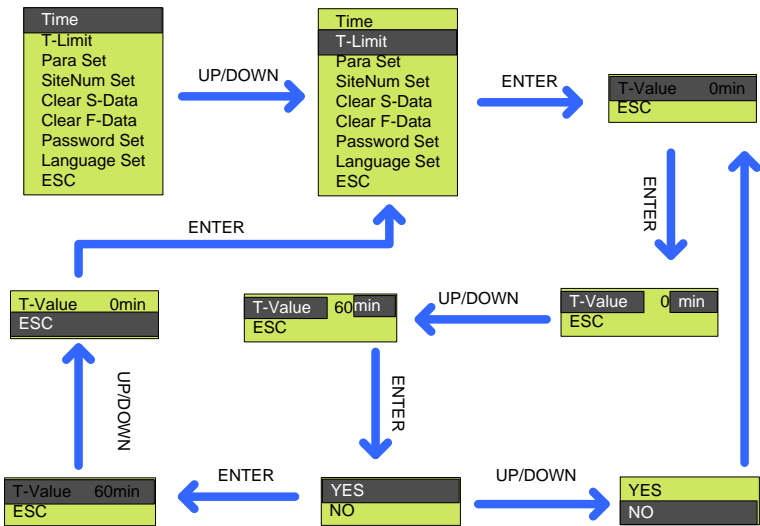 Time
T-Limit
Para Set
SiteNum Set
Clear S-Data
Clear F-Data
Password Set
Language Set
ESC
UP/DOWN
Time
T-Limit
Para Set
SiteNum Set
Clear S-Data
Clear F-Data
Password Set
Language Set
ESC
ENTER
T-Value 0min
ESC
ENTER
ENTER
T-Value 0min
ESC
T-Value 60min
ESC
UP/DOWN
T-Value 0 min
ESC
UP/DOWN
ENTER
T-Value 60min
ESC
ENTER
YES
NO
UP/DOWN
YES
NO